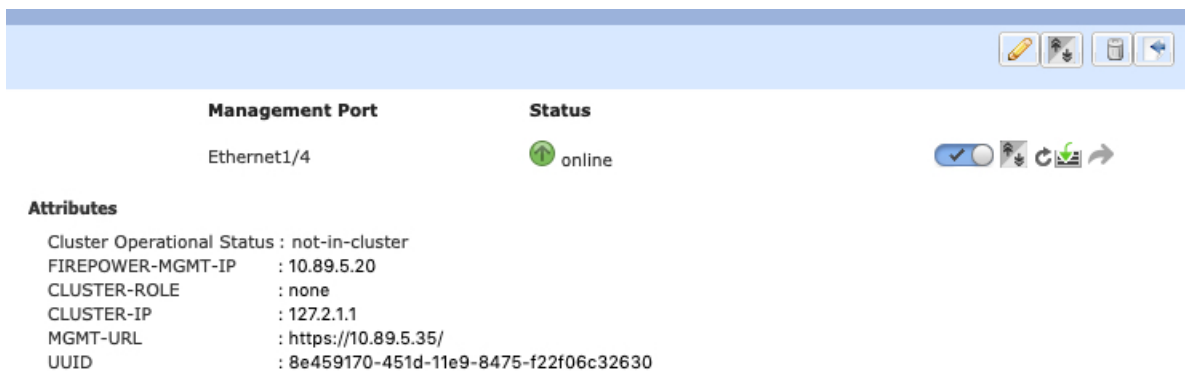 Management Port Status
Ethernet1/4 online
Attributes
Cluster Operational Status : not-in-cluster
FIREPOWER-MGMT-IP : 10.89.5.20
CLUSTER-ROLE : none
CLUSTER-IP : 127.2.1.1
MGMT-URL : https://10.89.5.35/
UUID : 8e459170-451d-11e9-8475-f22f06c32630